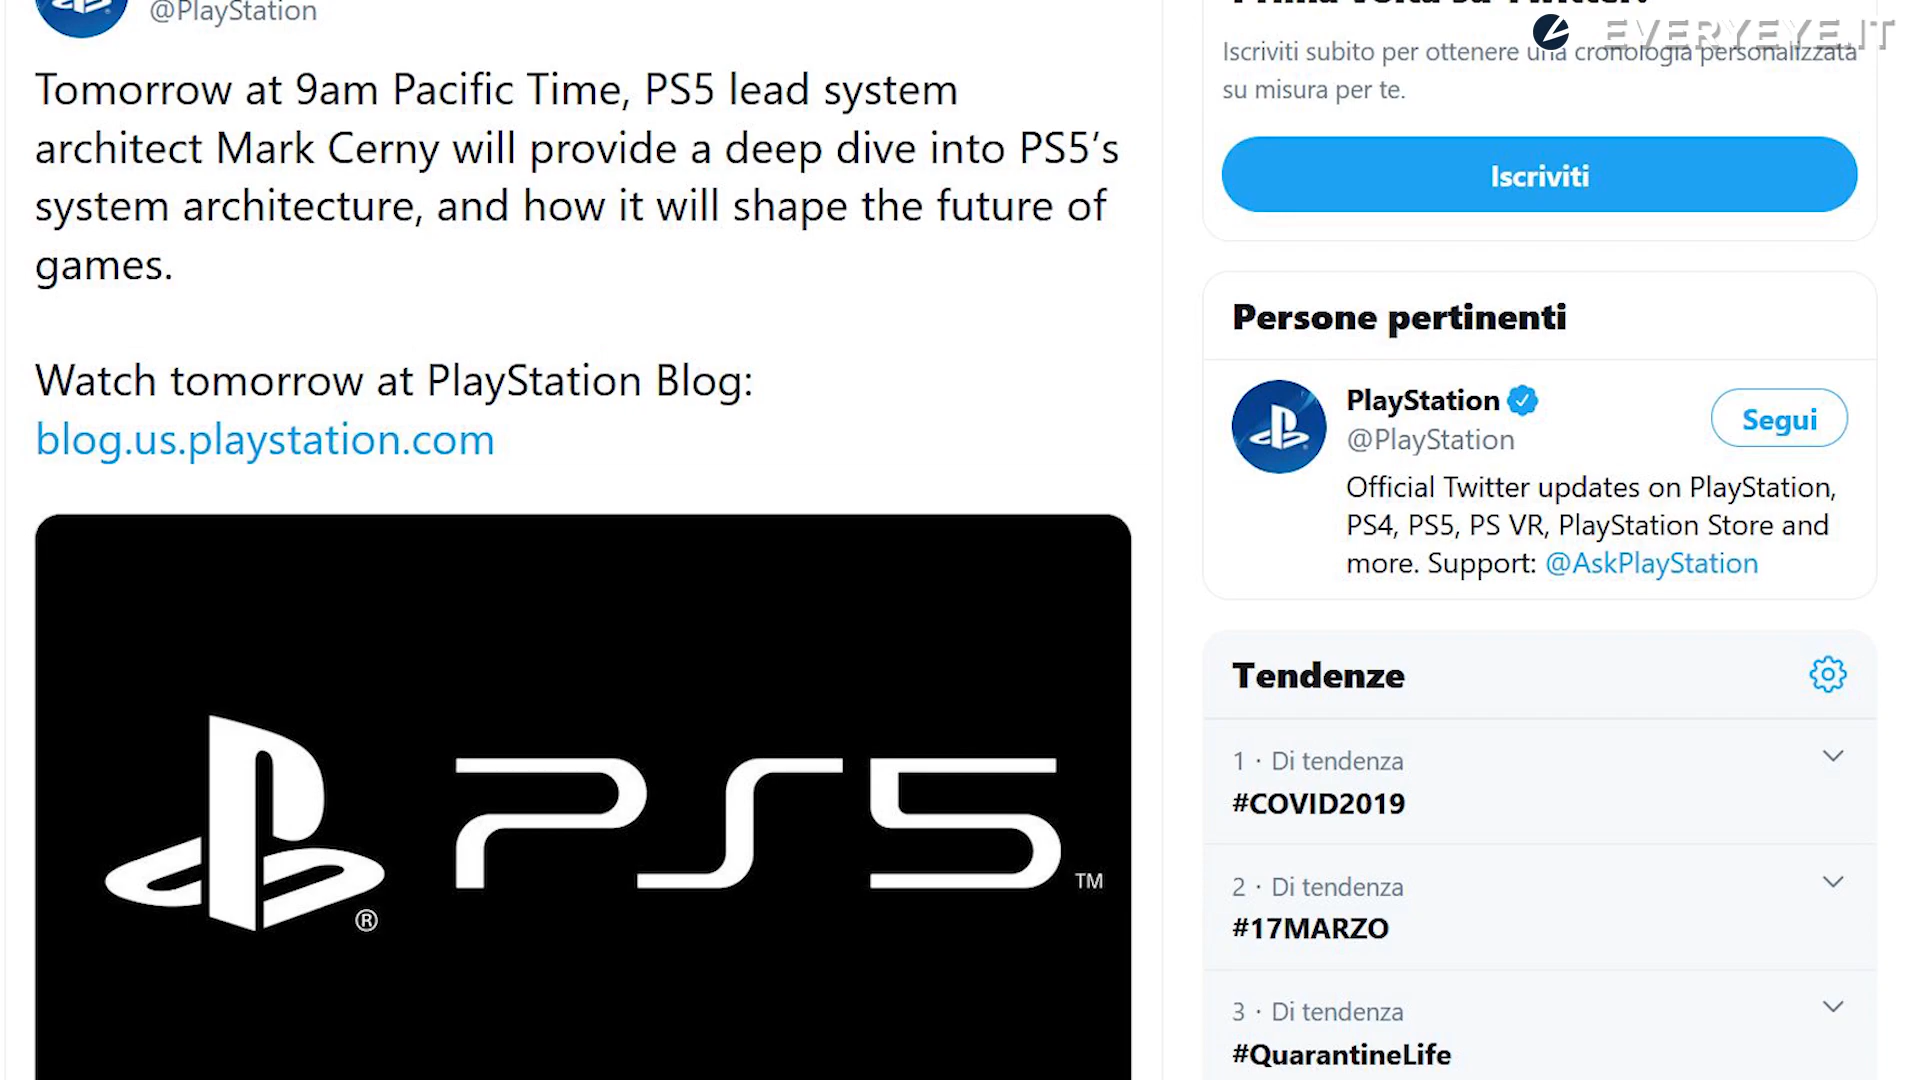 @PlayStation
Tomorrow at 9am Pacific Time, PS5 lead system
architect Mark Cerny will provide a deep dive into PS5’s
system architecture, and how it will shape the future of
games.
Watch tomorrow at PlayStation Blog:
blog.us.playstation.com
® PS5 TM
EVERYEYE.IT
Iscriviti subito per ottenere una cronologia personalizzata
su misura per te.
Iscriviti
Persone pertinenti
PlayStation
@PlayStation
Segui
Official Twitter updates on PlayStation,
PS4, PS5, PS VR, PlayStation Store and
more. Support: @AskPlayStation
Tendenze
1 · Di tendenza
#COVID2019
2 · Di tendenza
#17MARZO
3 · Di tendenza
#QuarantineLife